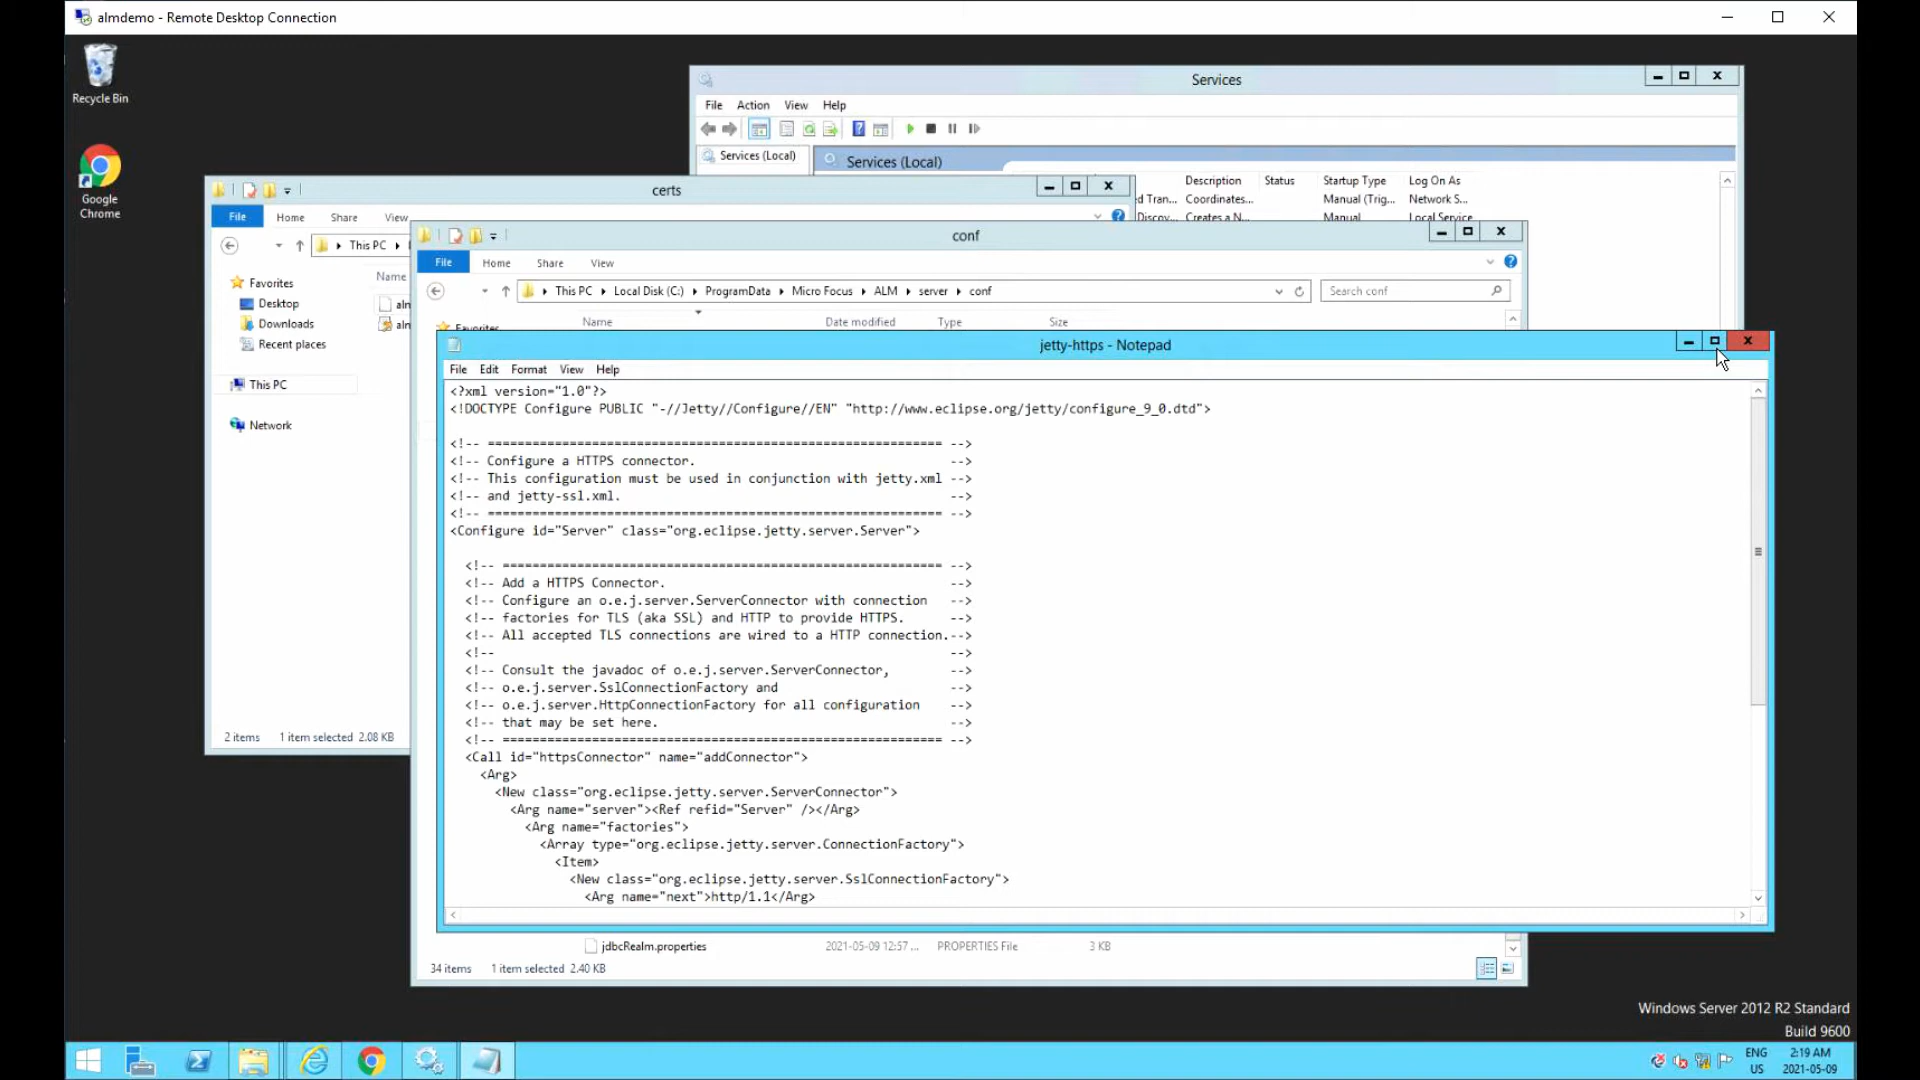 almdemo - Remote Desktop Connection
Recycle Bin
Google
Chrome
Services
File Action View Help
Services (Local)
Services (Local)
Description Status Startup Type Log On As
d Tran... Coordinates... Manual (Trig... Network S...
Discov... Creates a N... Manual Local Service
certs
File Home Share View
This PC
Name
Favorites
Desktop
Downloads
Recent places
This PC
Network
alm
alm
2 items 1 item selected 2.08 KB
conf
File Home Share View
This PC Local Disk (C:) ProgramData Micro Focus ALM server conf
Search conf
Favorites
Name Date modified Type Size
jetty-https - Notepad
File Edit Format View Help
<?xml version="1.0"?>
<!DOCTYPE Configure PUBLIC "-//Jetty//Configure//EN" "http://www.eclipse.org/jetty/configure_9_0.dtd">
<!-- ============================================================= -->
<!-- Configure a HTTPS connector. -->
<!-- This configuration must be used in conjunction with jetty.xml -->
<!-- and jetty-ssl.xml. -->
<!-- ============================================================= -->
<Configure id="Server" class="org.eclipse.jetty.server.Server">
<!-- =========================================================== -->
<!-- Add a HTTPS Connector. -->
<!-- Configure an o.e.j.server.ServerConnector with connection -->
<!-- factories for TLS (aka SSL) and HTTP to provide HTTPS. -->
<!-- All accepted TLS connections are wired to a HTTP connection.-->
<!-- -->
<!-- Consult the javadoc of o.e.j.server.ServerConnector, -->
<!-- o.e.j.server.SslConnectionFactory and -->
<!-- o.e.j.server.HttpConnectionFactory for all configuration -->
<!-- that may be set here. -->
<!-- =========================================================== -->
<Call id="httpsConnector" name="addConnector">
<Arg>
<New class="org.eclipse.jetty.server.ServerConnector">
<Arg name="server"><Ref refid="Server" /></Arg>
<Arg name="factories">
<Array type="org.eclipse.jetty.server.ConnectionFactory">
<Item>
<New class="org.eclipse.jetty.server.SslConnectionFactory">
<Arg name="next">http/1.1</Arg>
jdbcRealm.properties 2021-05-09 12:57 ... PROPERTIES File 3 KB
34 items 1 item selected 2.40 KB
Windows Server 2012 R2 Standard
Build 9600
ENG
US
2:19 AM
2021-05-09